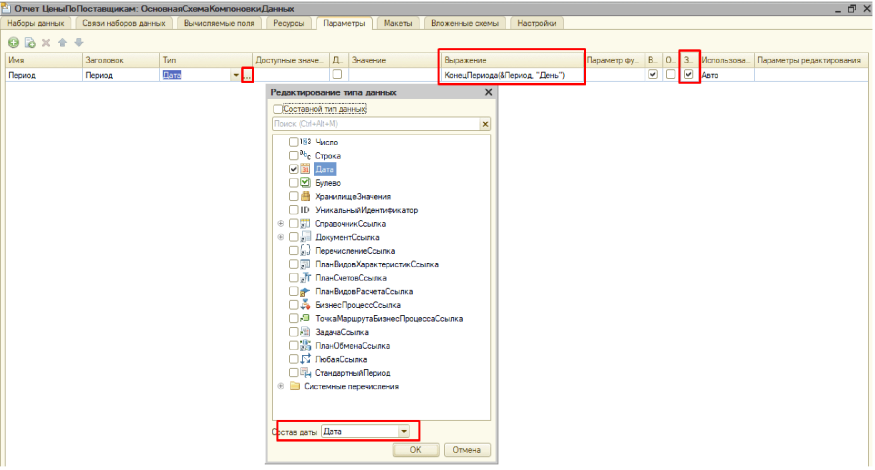 Отчет ЦеныПоПоставщикам: ОсновнаяСхемаКомпоновкиДанных
Наборы данных Связи наборов данных Вычисляемые поля Ресурсы Параметры Макеты Вложенные схемы Настройки
Имя Заголовок Тип Доступные значе... Д... Значение Выражение Параметр фу... В... О... З... Использова... Параметры редактирования
Период Период Дата ... КонецПериода(&Период, "День") Авто
Редактирование типа данных
Составной тип данных
Поиск (Ctrl+Alt+M)
Число
Строка
Дата
Булево
ХранилищеЗначения
ID УникальныйИдентификатор
СправочникСсылка
ДокументСсылка
ПеречислениеСсылка
ПланВидовХарактеристикСсылка
ПланСчетовСсылка
ПланВидовРасчетаСсылка
БизнесПроцессСсылка
ТочкаМаршрутаБизнесПроцессаСсылка
ЗадачаСсылка
ПланОбменаСсылка
ЛюбаяСсылка
СтандартныйПериод
Системные перечисления
Состав даты: Дата
OK Отмена